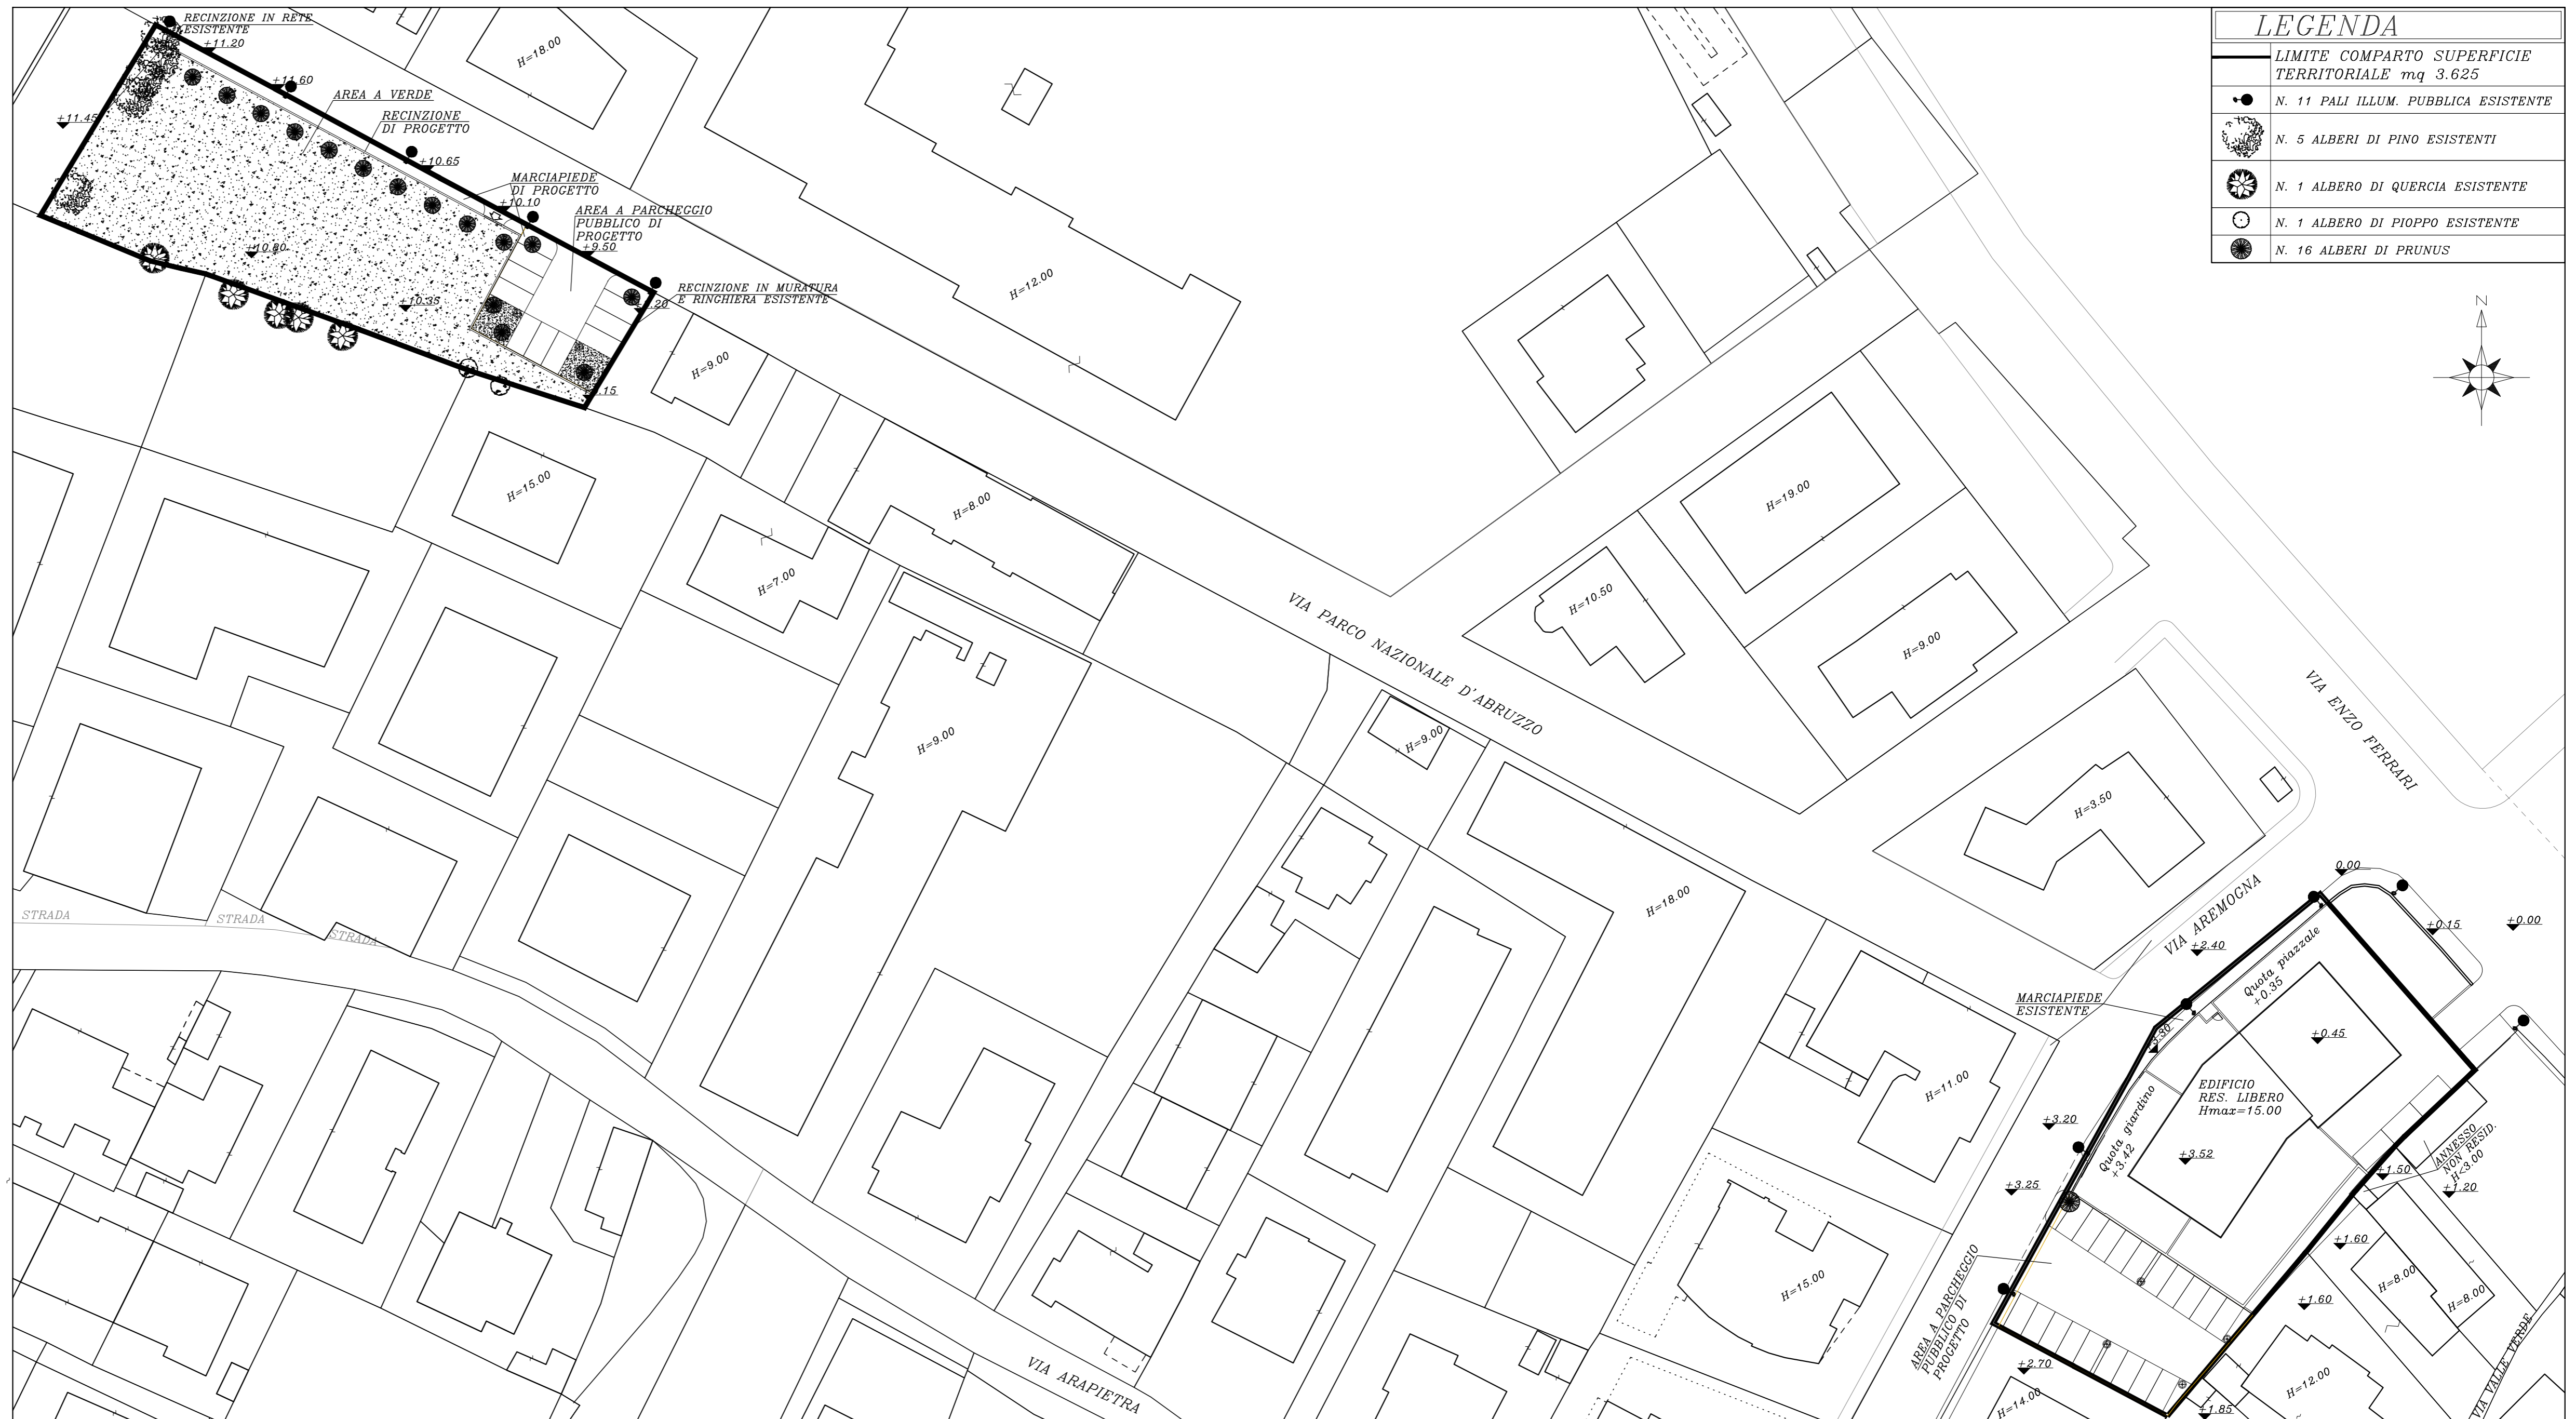 RECINZIONE IN RETE
ESISTENTE
+11.20
+11.60
+11.45
AREA A VERDE
RECINZIONE
DI PROGETTO
+10.65
MARCIAPIEDE
DI PROGETTO
+10.10
AREA A PARCHEGGIO
PUBBLICO DI
PROGETTO
+9.50
+10.80
+10.35
RECINZIONE IN MURATURA
E RINGHIERA ESISTENTE
H=18.00
H=12.00
H=9.00
H=15.00
H=8.00
H=7.00
H=9.00
H=19.00
H=10.50
H=9.00
H=3.50
H=9.00
H=18.00
H=11.00
H=15.00
H=14.00
H=8.00
H=8.00
H=12.00
VIA PARCO NAZIONALE D'ABRUZZO
VIA ENZO FERRARI
VIA AREMOGNA
VIA ARAPIETRA
VIA VALLE VERDE
STRADA
STRADA
STRADA
LEGENDA
LIMITE COMPARTO SUPERFICIE
TERRITORIALE mq 3.625
N. 11 PALI ILLUM. PUBBLICA ESISTENTE
N. 5 ALBERI DI PINO ESISTENTI
N. 1 ALBERO DI QUERCIA ESISTENTE
N. 1 ALBERO DI PIOPPO ESISTENTE
N. 16 ALBERI DI PRUNUS
N
0.00
+0.15
+0.00
+2.40
Quota piazzale
+0.35
MARCIAPIEDE
ESISTENTE
+0.45
EDIFICIO
RES. LIBERO
Hmax=15.00
+3.20
Quota giardino
+3.42
+3.52
+3.25
ANNESSO
NON RESID.
H<3.00
+1.50
+1.20
+1.60
+1.60
AREA A PARCHEGGIO
PUBBLICO DI
PROGETTO
+2.70
+1.85